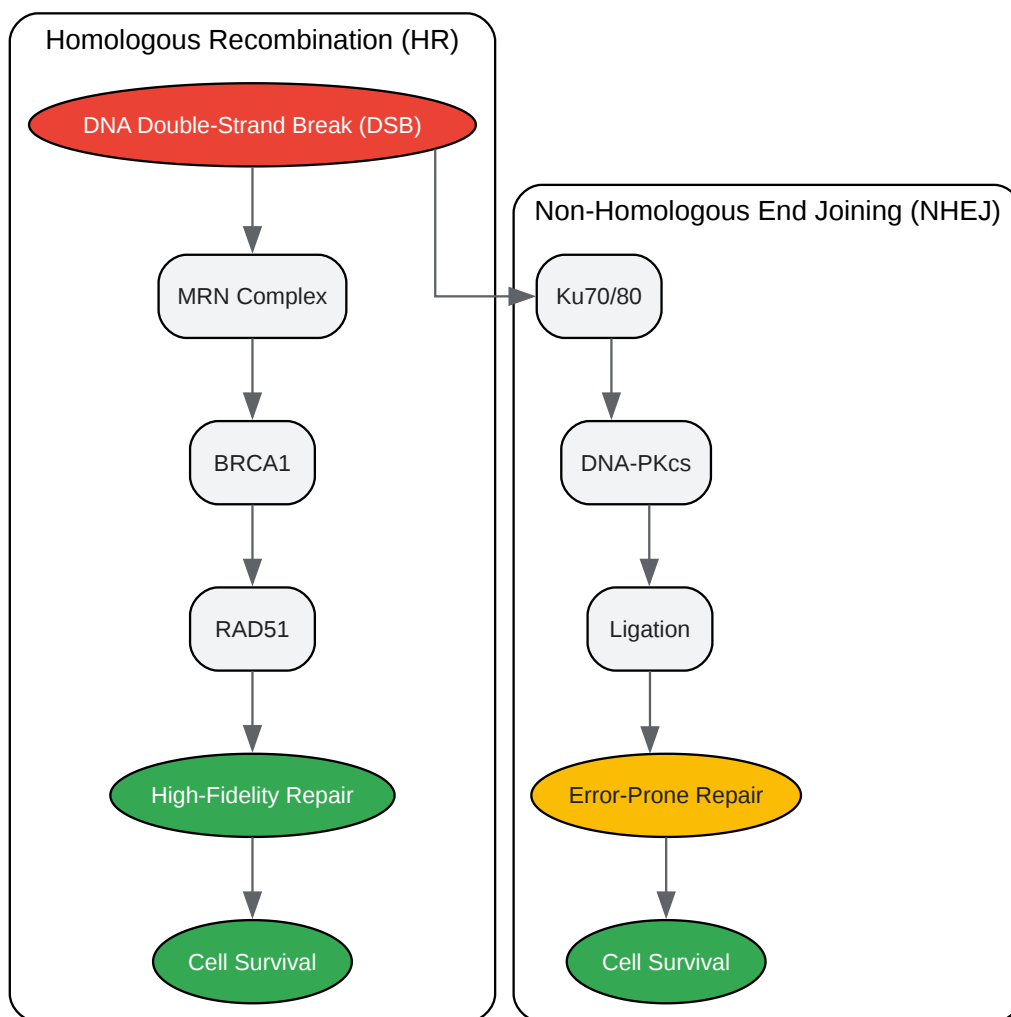 Homologous Recombination (HR)
DNA Double-Strand Break (DSB)
MRN Complex
BRCA1
RAD51
High-Fidelity Repair
Cell Survival
Non-Homologous End Joining (NHEJ)
Ku70/80
DNA-PKcs
Ligation
Error-Prone Repair
Cell Survival